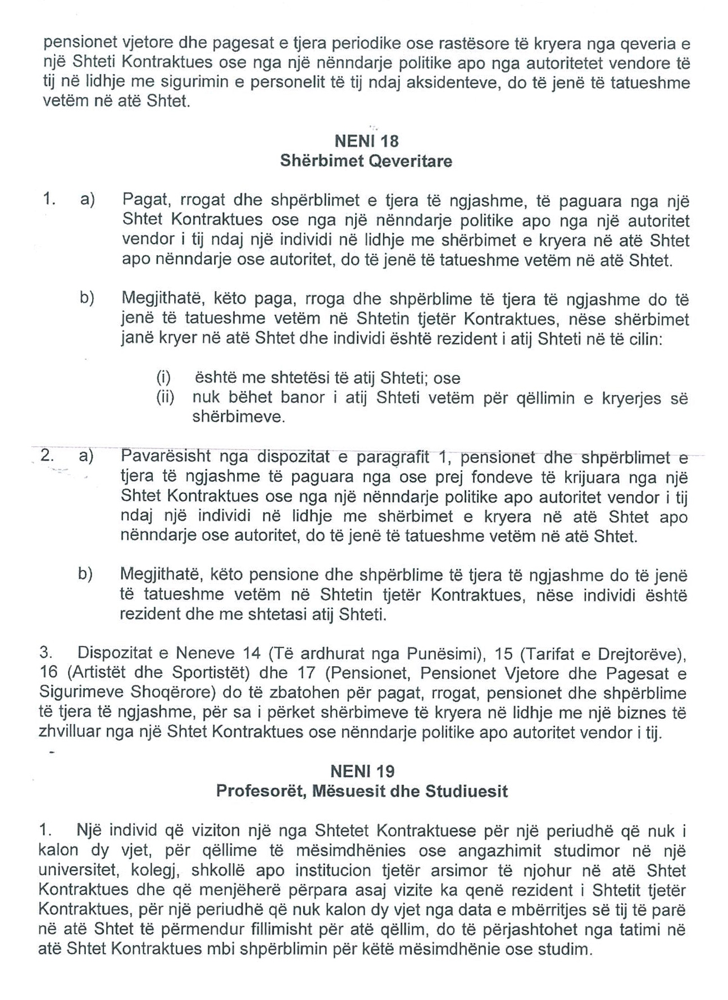 pensionet vjetore dhe pagesat e tjera periodike ose rastësore të kryera nga qeveria e
një Shteti Kontraktues ose nga një nënndarje politike apo nga autoritetet vendore të
tij në lidhje me sigurimin e personelit të tij ndaj aksidenteve, do të jenë të tatueshme
vetëm në atë Shtet.
NENI 18
Shërbimet Qeveritare
1. a) Pagat, rrogat dhe shpërblimet e tjera të ngjashme, të paguara nga një
Shtet Kontraktues ose nga një nënndarje politike apo nga një autoritet
vendor i tij ndaj një individi në lidhje me shërbimet e kryera në atë Shtet
apo nënndarje ose autoritet, do të jenë të tatueshme vetëm në atë Shtet.
b) Megjithatë, këto paga, rroga dhe shpërblime të tjera të ngjashme do të
jenë të tatueshme vetëm në Shtetin tjetër Kontraktues, nëse shërbimet
janë kryer në atë Shtet dhe individi është rezident i atij Shteti në të cilin:
(i) është me shtetësi të atij Shteti; ose
(ii) nuk bëhet banor i atij Shteti vetëm për qëllimin e kryerjes së
shërbimeve.
2. a) Pavarësisht nga dispozitat e paragrafit 1, pensionet dhe shpërblimet e
tjera të ngjashme të paguara nga ose prej fondeve të krijuara nga një
Shtet Kontraktues ose nga një nënndarje politike apo autoritet vendor i tij
ndaj një individi në lidhje me shërbimet e kryera në atë Shtet apo
nënndarje ose autoritet, do të jenë të tatueshme vetëm në atë Shtet.
b) Megjithatë, këto pensione dhe shpërblime të tjera të ngjashme do të jenë
të tatueshme vetëm në Shtetin tjetër Kontraktues, nëse individi është
rezident dhe me shtetasi atij Shteti.
3. Dispozitat e Neneve 14 (Të ardhurat nga Punësimi), 15 (Tarifat e Drejtorëve),
16 (Artistët dhe Sportistët) dhe 17 (Pensionet, Pensionet Vjetore dhe Pagesat e
Sigurimeve Shoqërore) do të zbatohen për pagat, rrogat, pensionet dhe shpërblime
të tjera të ngjashme, për sa i përket shërbimeve të kryera në lidhje me një biznes të
zhvilluar nga një Shtet Kontraktues ose nënndarje politike apo autoritet vendor i tij.
NENI 19
Profesorët, Mësuesit dhe Studiuesit
1. Një individ që viziton një nga Shtetet Kontraktuese për një periudhë që nuk i
kalon dy vjet, për qëllime të mësimdhënies ose angazhimit studimor në një
universitet, kolegj, shkollë apo institucion tjetër arsimor të njohur në atë Shtet
Kontraktues dhe që menjëherë përpara asaj vizite ka qenë rezident i Shtetit tjetër
Kontraktues, për një periudhë që nuk kalon dy vjet nga data e mbërritjes së tij të parë
në atë Shtet të përmendur fillimisht për atë qëllim, do të përjashtohet nga tatimi në
atë Shtet Kontraktues mbi shpërblimin për këtë mësimdhënie ose studim.